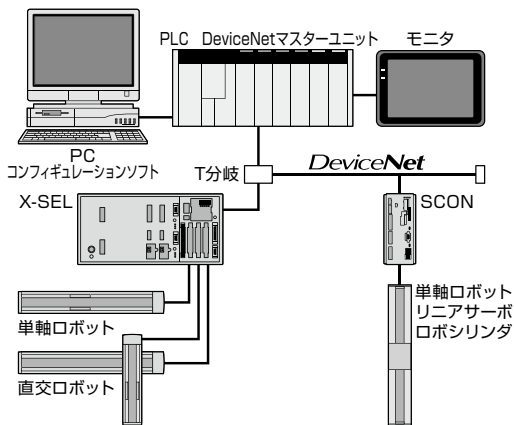 PLC DeviceNetマスターユニット
モニタ
PC
コンフィギュレーションソフト
T分岐
DeviceNet
X-SEL
SCON
単軸ロボット
直交ロボット
単軸ロボット
リニアサーボ
ロボシリンダ